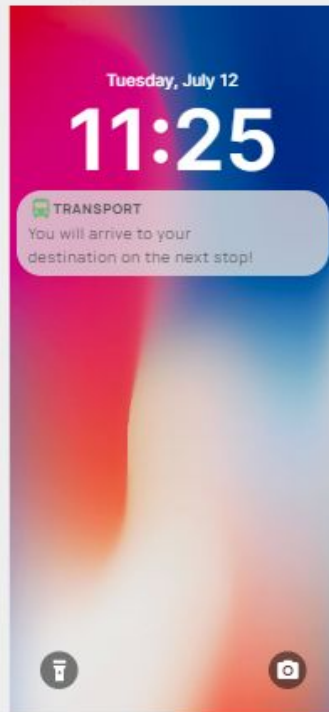 Tuesday, July 12
11:25
TRANSPORT
You will arrive to your
destination on the next stop!